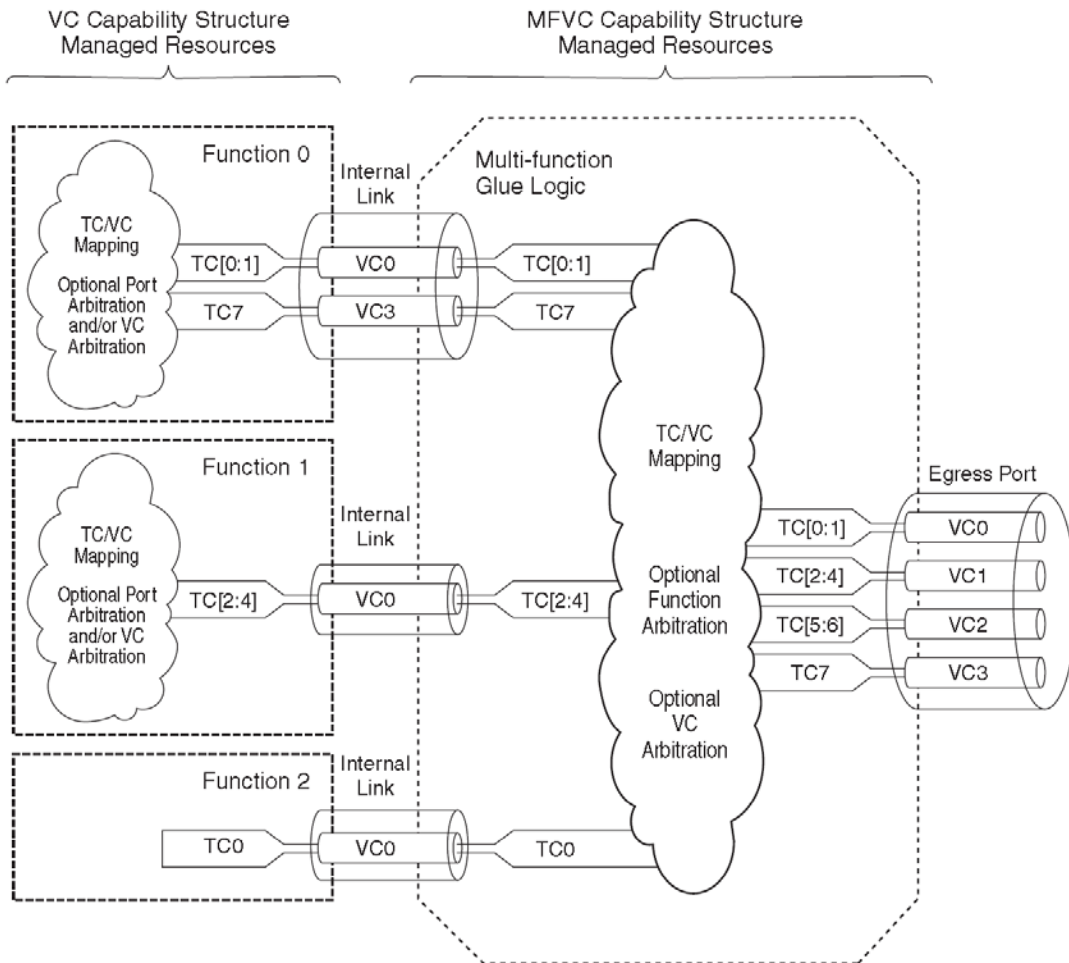 VC Capability Structure
Managed Resources
MFVC Capability Structure
Managed Resources
Function 0
TC/VC
Mapping
Optional Port
Arbitration
and/or VC
Arbitration
TC[0:1]
TC7
Internal
Link
VC0
VC3
Multi-function
Glue Logic
TC[0:1]
TC7
Function 1
TC/VC
Mapping
Optional Port
Arbitration
and/or VC
Arbitration
TC[2:4]
Internal
Link
VC0
TC[2:4]
Function 2
TC0
Internal
Link
VC0
TC0
TC/VC
Mapping
Optional
Function
Arbitration
Optional
VC
Arbitration
Egress Port
TC[0:1]
VC0
TC[2:4]
VC1
TC[5:6]
VC2
TC7
VC3